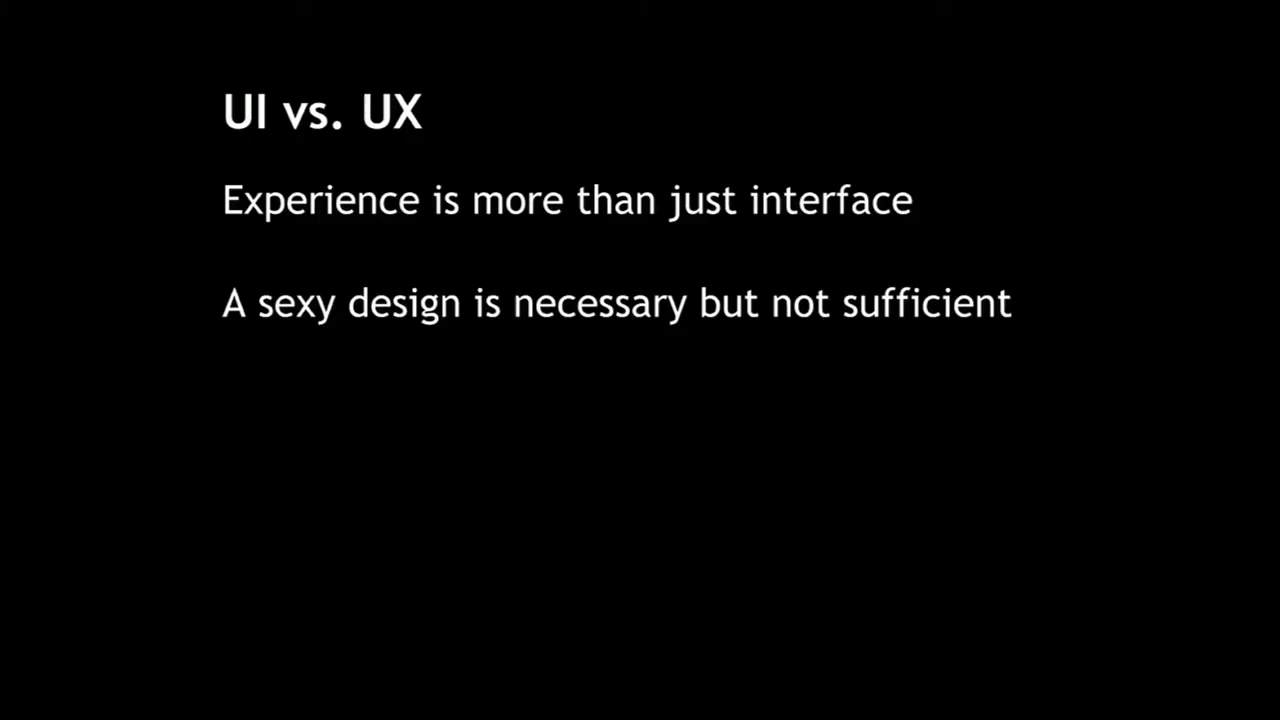 UI vs. UX
Experience is more than just interface
A sexy design is necessary but not sufficient